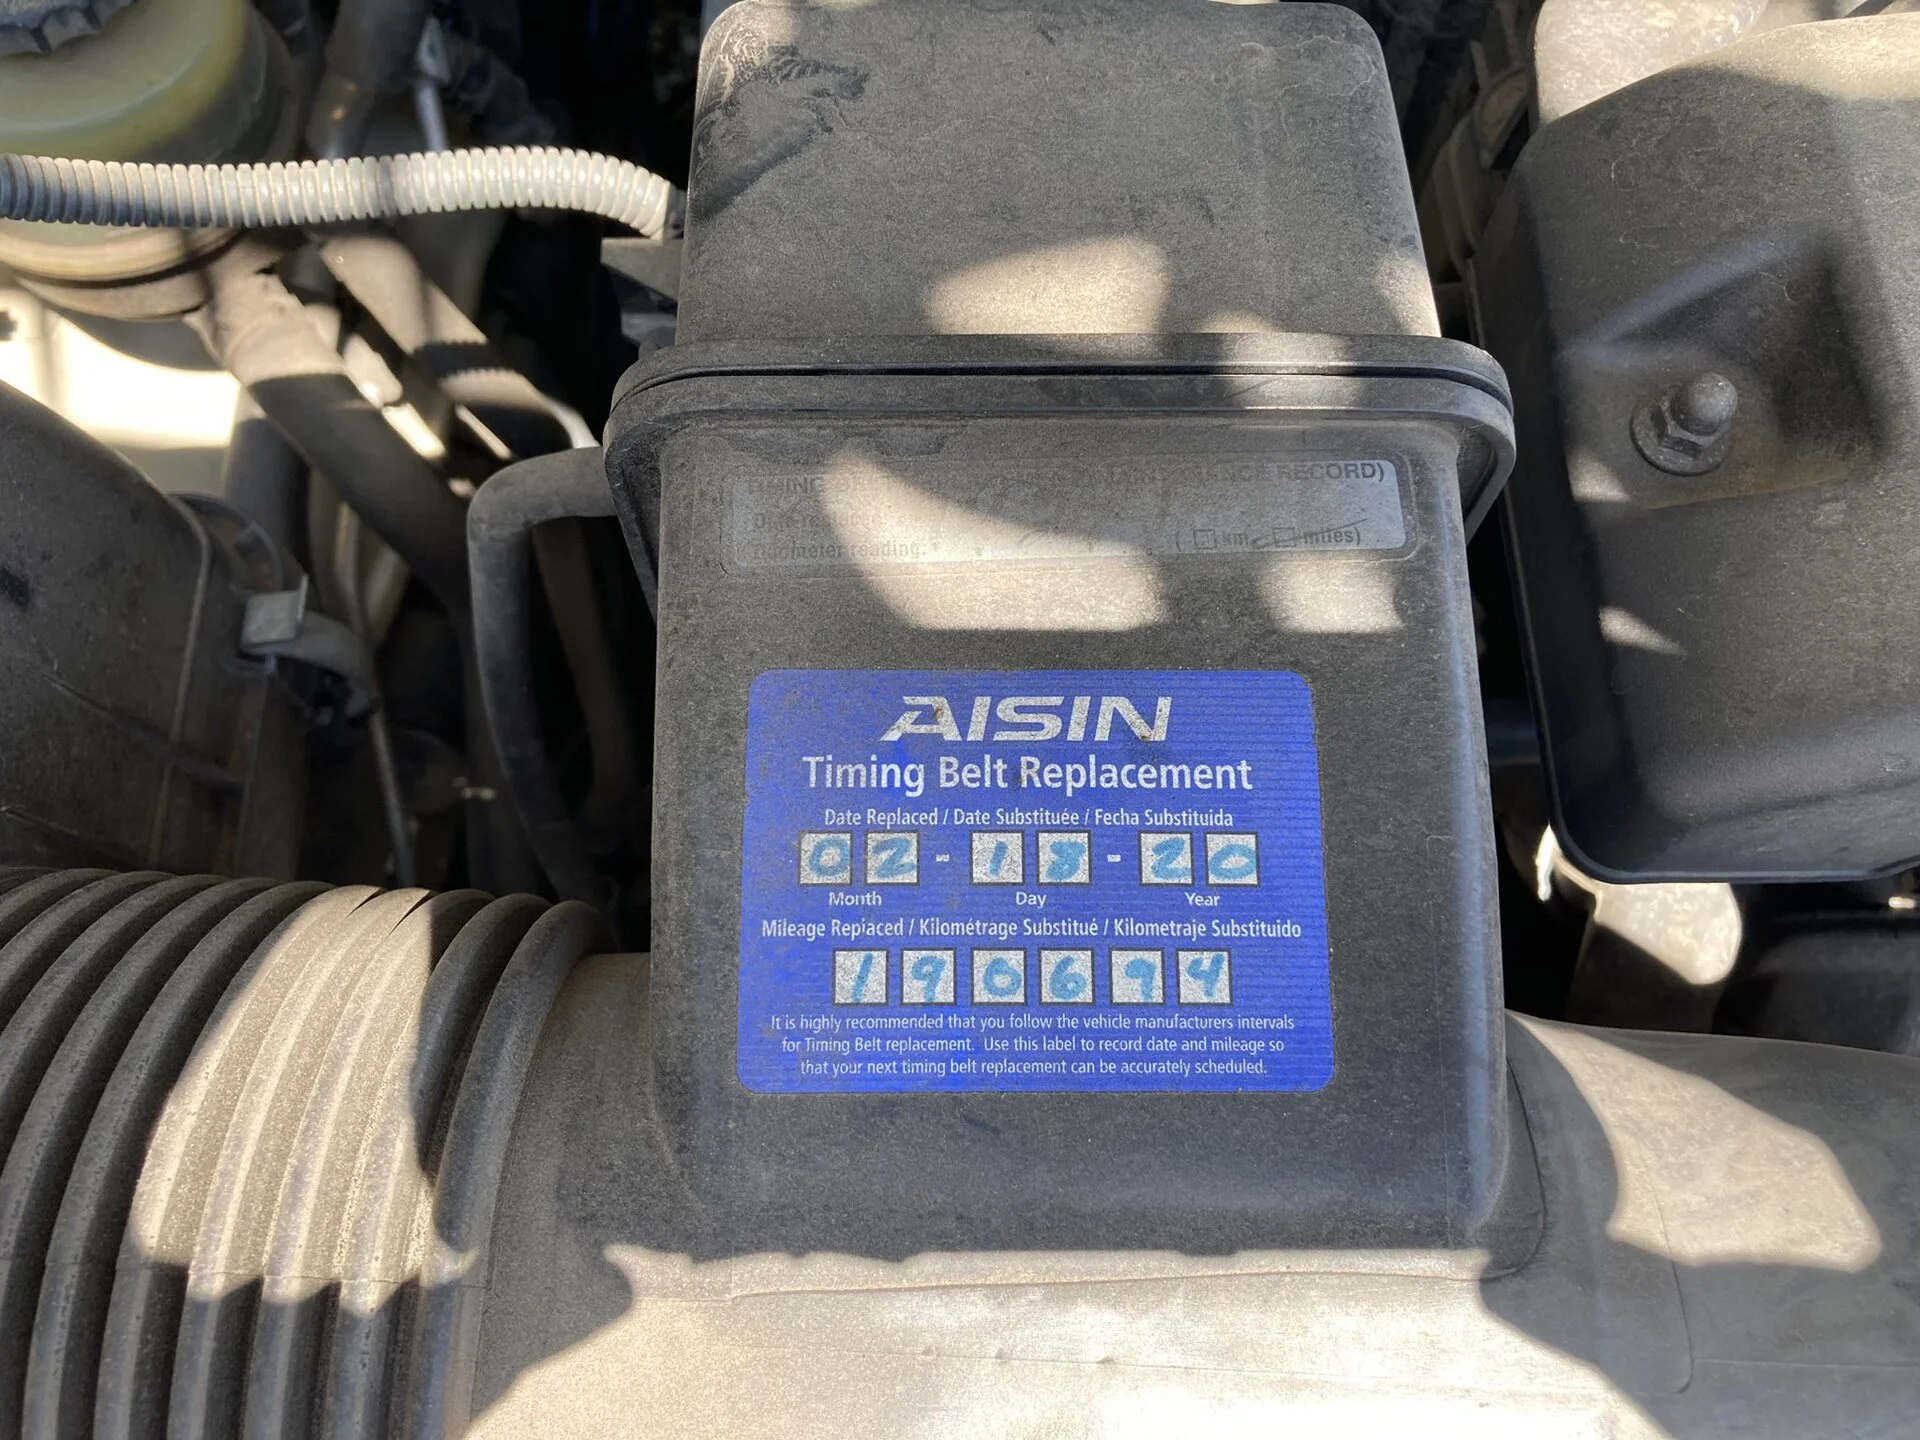 RECORD)
reading:
(☐ km ☐ miles)
AISIN
Timing Belt Replacement
Date Replaced / Date Substituée / Fecha Substituida
02 - 18 - 20
Month Day Year
Mileage Replaced / Kilométrage Substitué / Kilometraje Substituido
190694
It is highly recommended that you follow the vehicle manufacturers intervals
for Timing Belt replacement. Use this label to record date and mileage so
that your next timing belt replacement can be accurately scheduled.